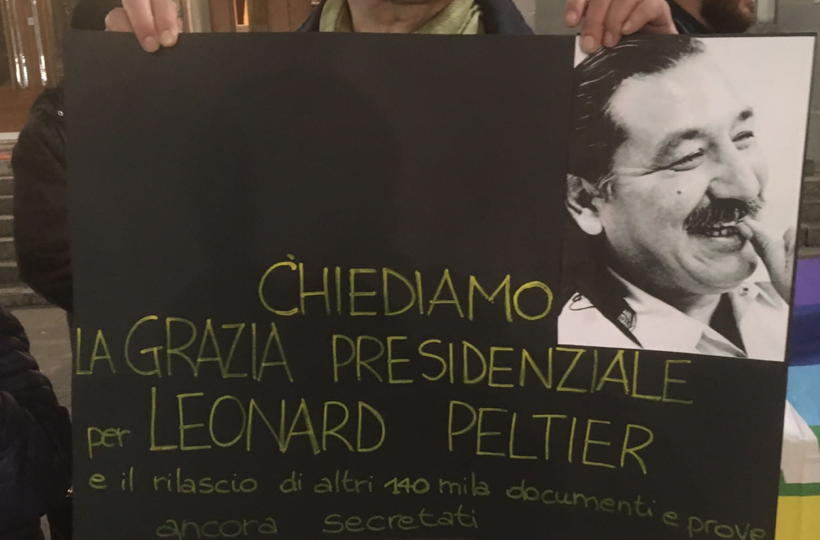 CHIEDIAMO
LA GRAZIA PRESIDENZIALE
per LEONARD PELTIER
e il rilascio di altri 140 mila documenti e prove
ancora secretati